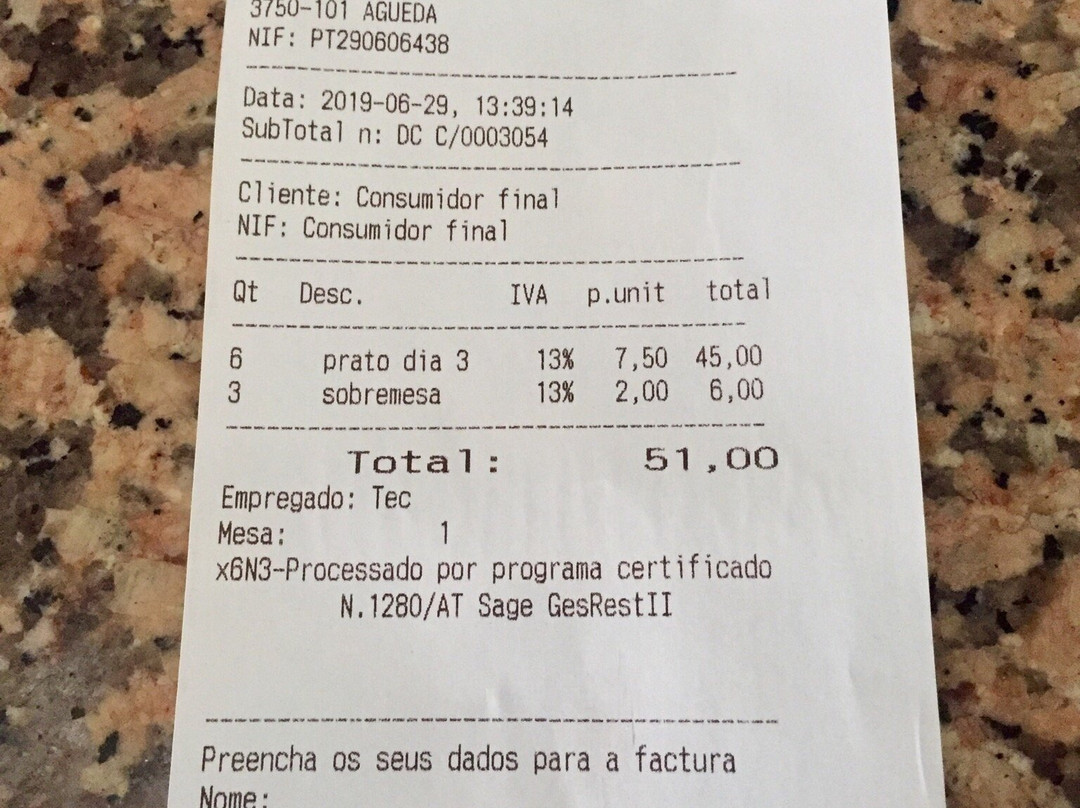 3750-101 AGUEDA
NIF: PT290606438
Data: 2019-06-29, 13:39:14
SubTotal n: DC C/0003054
Cliente: Consumidor final
NIF: Consumidor final
Qt Desc. IVA p.unit total
6 prato dia 3 13% 7,50 45,00
3 sobremesa 13% 2,00 6,00
Total: 51,00
Empregado: Tec
Mesa: 1
x6N3-Processado por programa certificado
N.1280/AT Sage GesRestII
Preencha os seus dados para a factura
Nome: